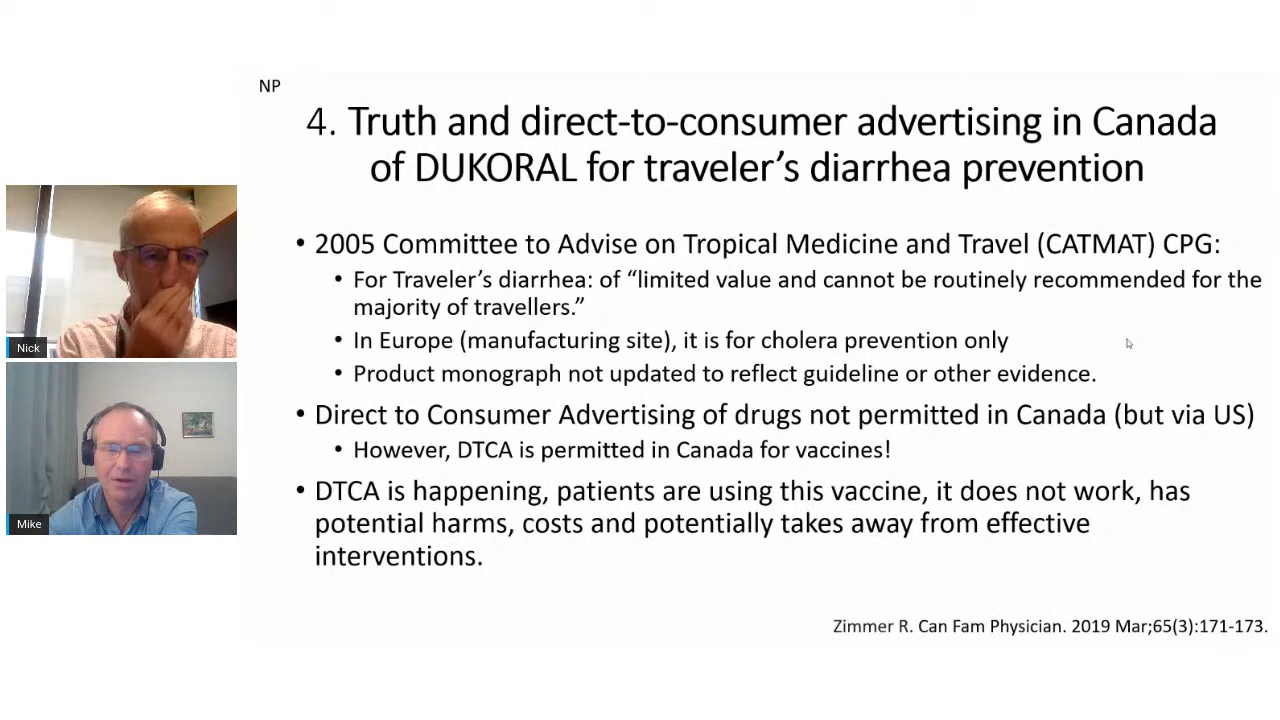 NP
4. Truth and direct-to-consumer advertising in Canada
of DUKORAL for traveler's diarrhea prevention
• 2005 Committee to Advise on Tropical Medicine and Travel (CATMAT) CPG:
• For Traveler's diarrhea: of “limited value and cannot be routinely recommended for the
majority of travellers.”
• In Europe (manufacturing site), it is for cholera prevention only
• Product monograph not updated to reflect guideline or other evidence.
• Direct to Consumer Advertising of drugs not permitted in Canada (but via US)
• However, DTCA is permitted in Canada for vaccines!
• DTCA is happening, patients are using this vaccine, it does not work, has
potential harms, costs and potentially takes away from effective
interventions.
Zimmer R. Can Fam Physician. 2019 Mar;65(3):171-173.
Nick
Mike